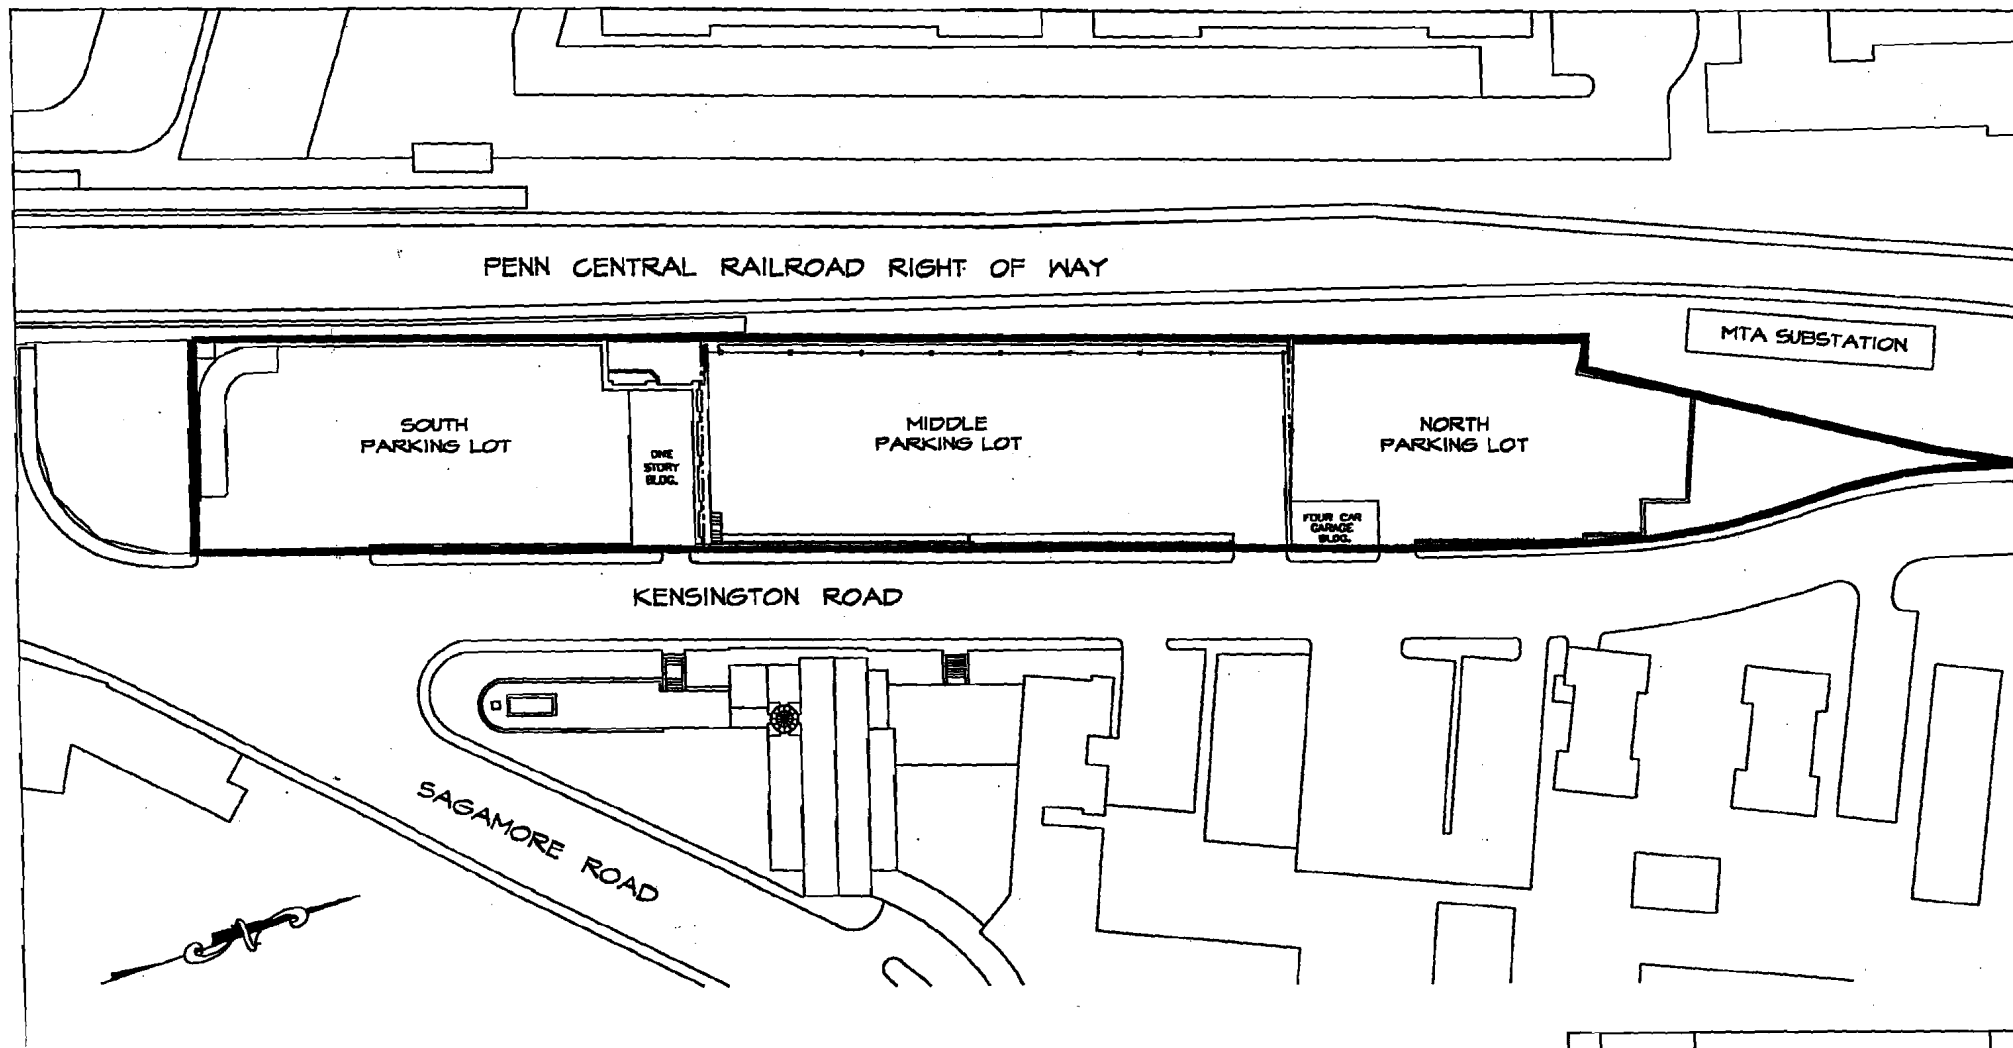 PENN CENTRAL RAILROAD RIGHT OF WAY
MTA SUBSTATION
SOUTH
PARKING LOT
ONE
STORY
BLDG.
MIDDLE
PARKING LOT
NORTH
PARKING LOT
FOUR CAR
GARAGE
BLDG.
KENSINGTON ROAD
SAGAMORE ROAD
N